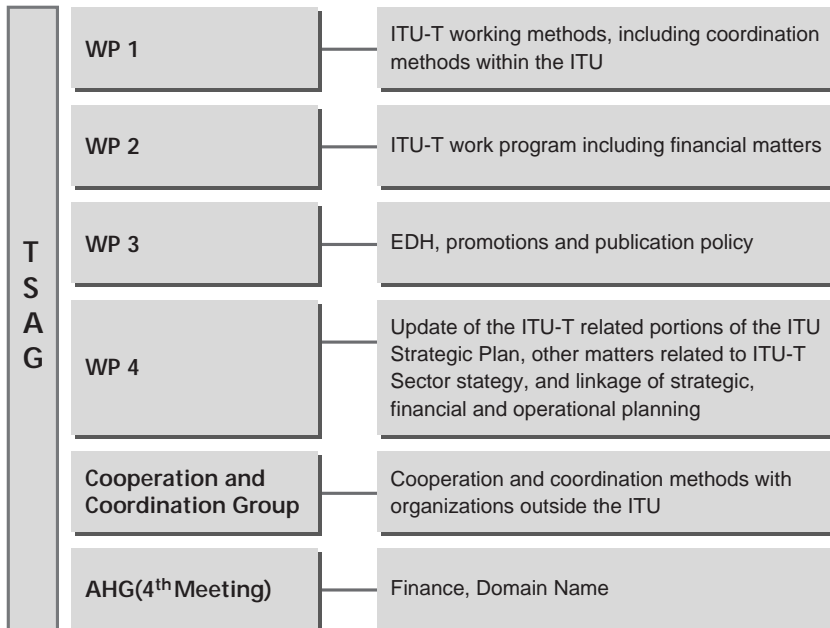 T
S
A
G
WP 1
ITU-T working methods, including coordination
methods within the ITU
WP 2
ITU-T work program including financial matters
WP 3
EDH, promotions and publication policy
WP 4
Update of the ITU-T related portions of the ITU
Strategic Plan, other matters related to ITU-T
Sector stategy, and linkage of strategic,
financial and operational planning
Cooperation and
Coordination Group
Cooperation and coordination methods with
organizations outside the ITU
AHG(4th Meeting)
Finance, Domain Name